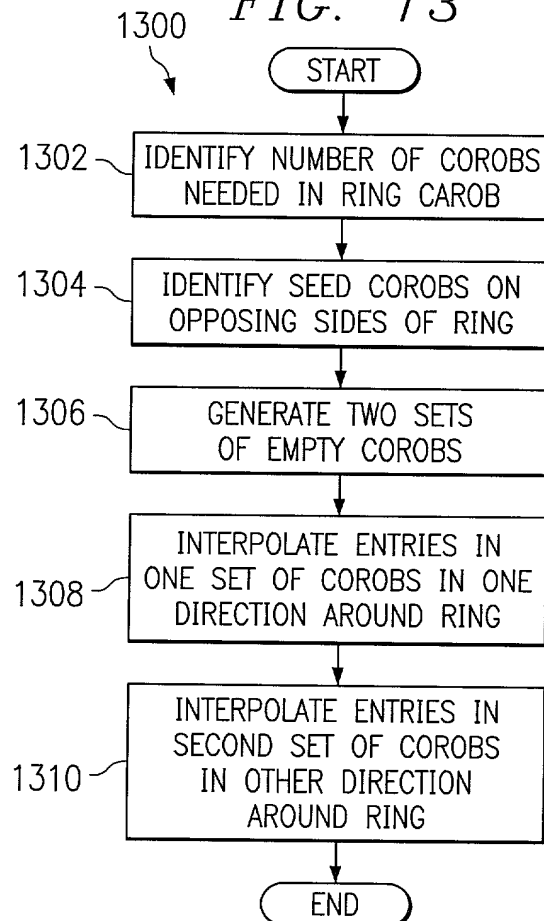 FIG. 13
1300
START
1302
IDENTIFY NUMBER OF COROBS
NEEDED IN RING CAROB
1304
IDENTIFY SEED COROBS ON
OPPOSING SIDES OF RING
1306
GENERATE TWO SETS
OF EMPTY COROBS
1308
INTERPOLATE ENTRIES IN
ONE SET OF COROBS IN ONE
DIRECTION AROUND RING
1310
INTERPOLATE ENTRIES IN
SECOND SET OF COROBS
IN OTHER DIRECTION
AROUND RING
END